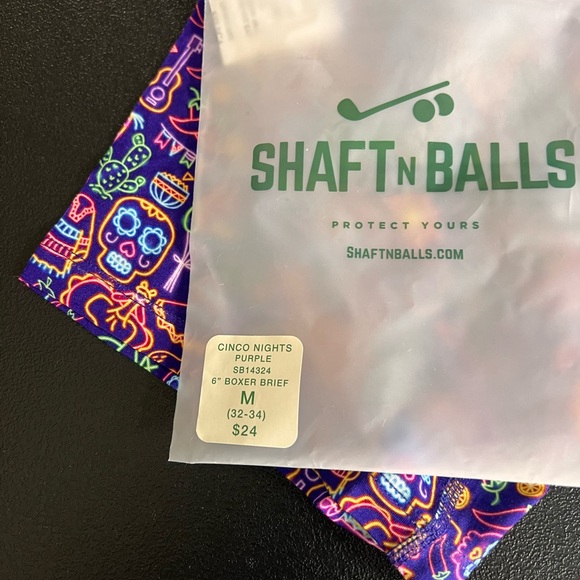 SHAFT N BALLS
PROTECT YOURS
SHAFTNBALLS.COM
CINCO NIGHTS
PURPLE
SB14324
6" BOXER BRIEF
M
(32-34)
$24